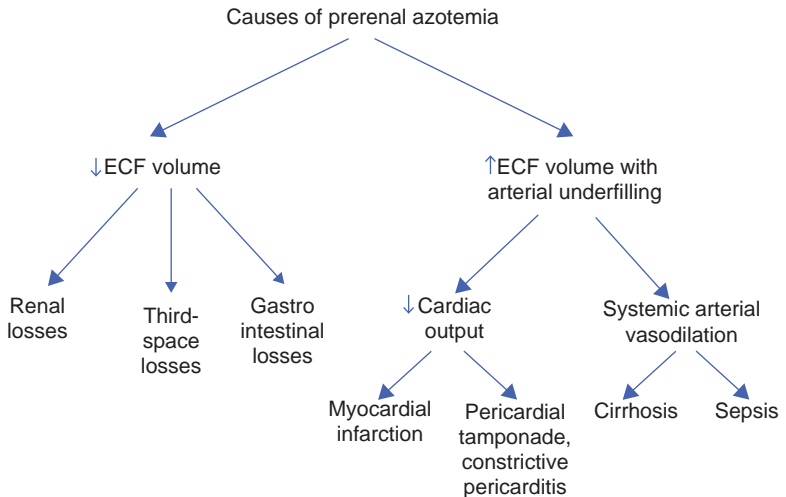 Causes of prerenal azotemia
↓ECF volume
↑ECF volume with
arterial underfilling
Renal
losses
Third-
space
losses
Gastro
intestinal
losses
↓Cardiac
output
Systemic arterial
vasodilation
Myocardial
infarction
Pericardial
tamponade,
constrictive
pericarditis
Cirrhosis
Sepsis